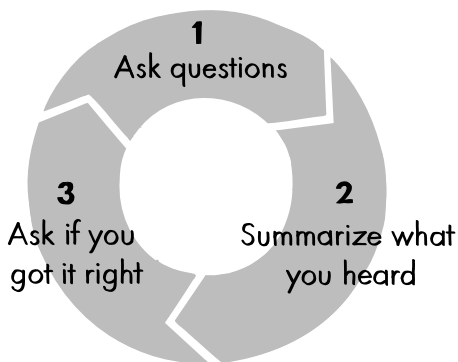 1
Ask questions
2
Summarize what
you heard
3
Ask if you
got it right